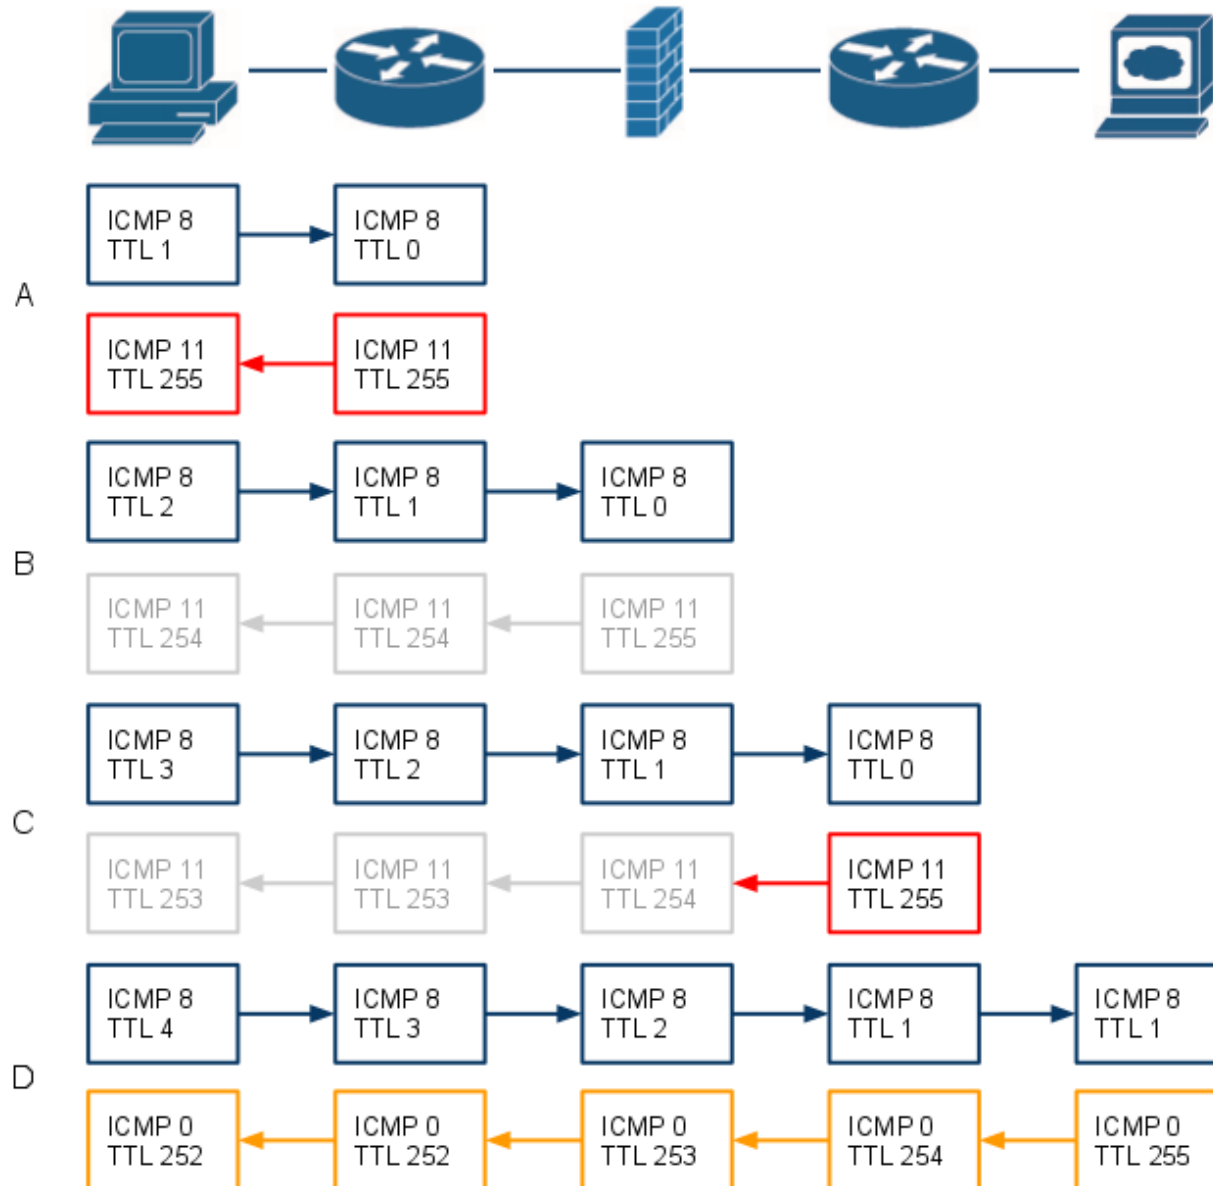 ICMP 8
TTL 1
ICMP 8
TTL 0
A
ICMP 11
TTL 255
ICMP 11
TTL 255
ICMP 8
TTL 2
ICMP 8
TTL 1
ICMP 8
TTL 0
B
ICMP 11
TTL 254
ICMP 11
TTL 254
ICMP 11
TTL 255
ICMP 8
TTL 3
ICMP 8
TTL 2
ICMP 8
TTL 1
ICMP 8
TTL 0
C
ICMP 11
TTL 253
ICMP 11
TTL 253
ICMP 11
TTL 254
ICMP 11
TTL 255
ICMP 8
TTL 4
ICMP 8
TTL 3
ICMP 8
TTL 2
ICMP 8
TTL 1
ICMP 8
TTL 1
D
ICMP 0
TTL 252
ICMP 0
TTL 252
ICMP 0
TTL 253
ICMP 0
TTL 254
ICMP 0
TTL 255